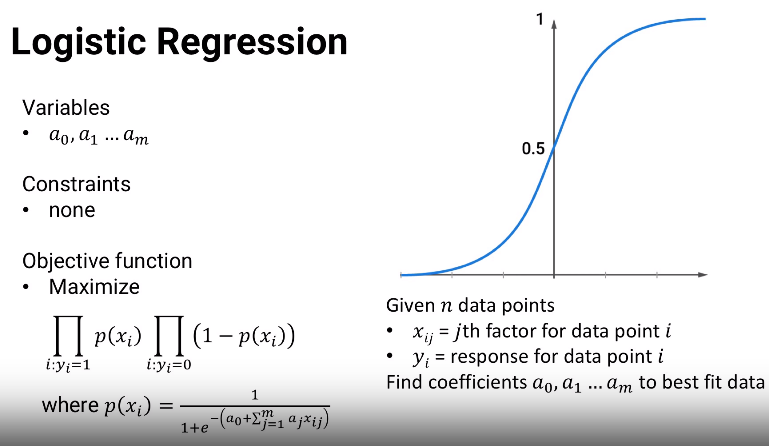 Logistic Regression
Variables
• a₀, a₁ … aₘ
Constraints
• none
Objective function
• Maximize
∏_{i:yᵢ=1} p(xᵢ) ∏_{i:yᵢ=0} (1 − p(xᵢ))
where p(xᵢ) = 1 / (1+e^{−(a₀+Σ_{j=1}^{m} aⱼxᵢⱼ)})
1
0.5
Given n data points
• xᵢⱼ = jth factor for data point i
• yᵢ = response for data point i
Find coefficients a₀, a₁ … aₘ to best fit data